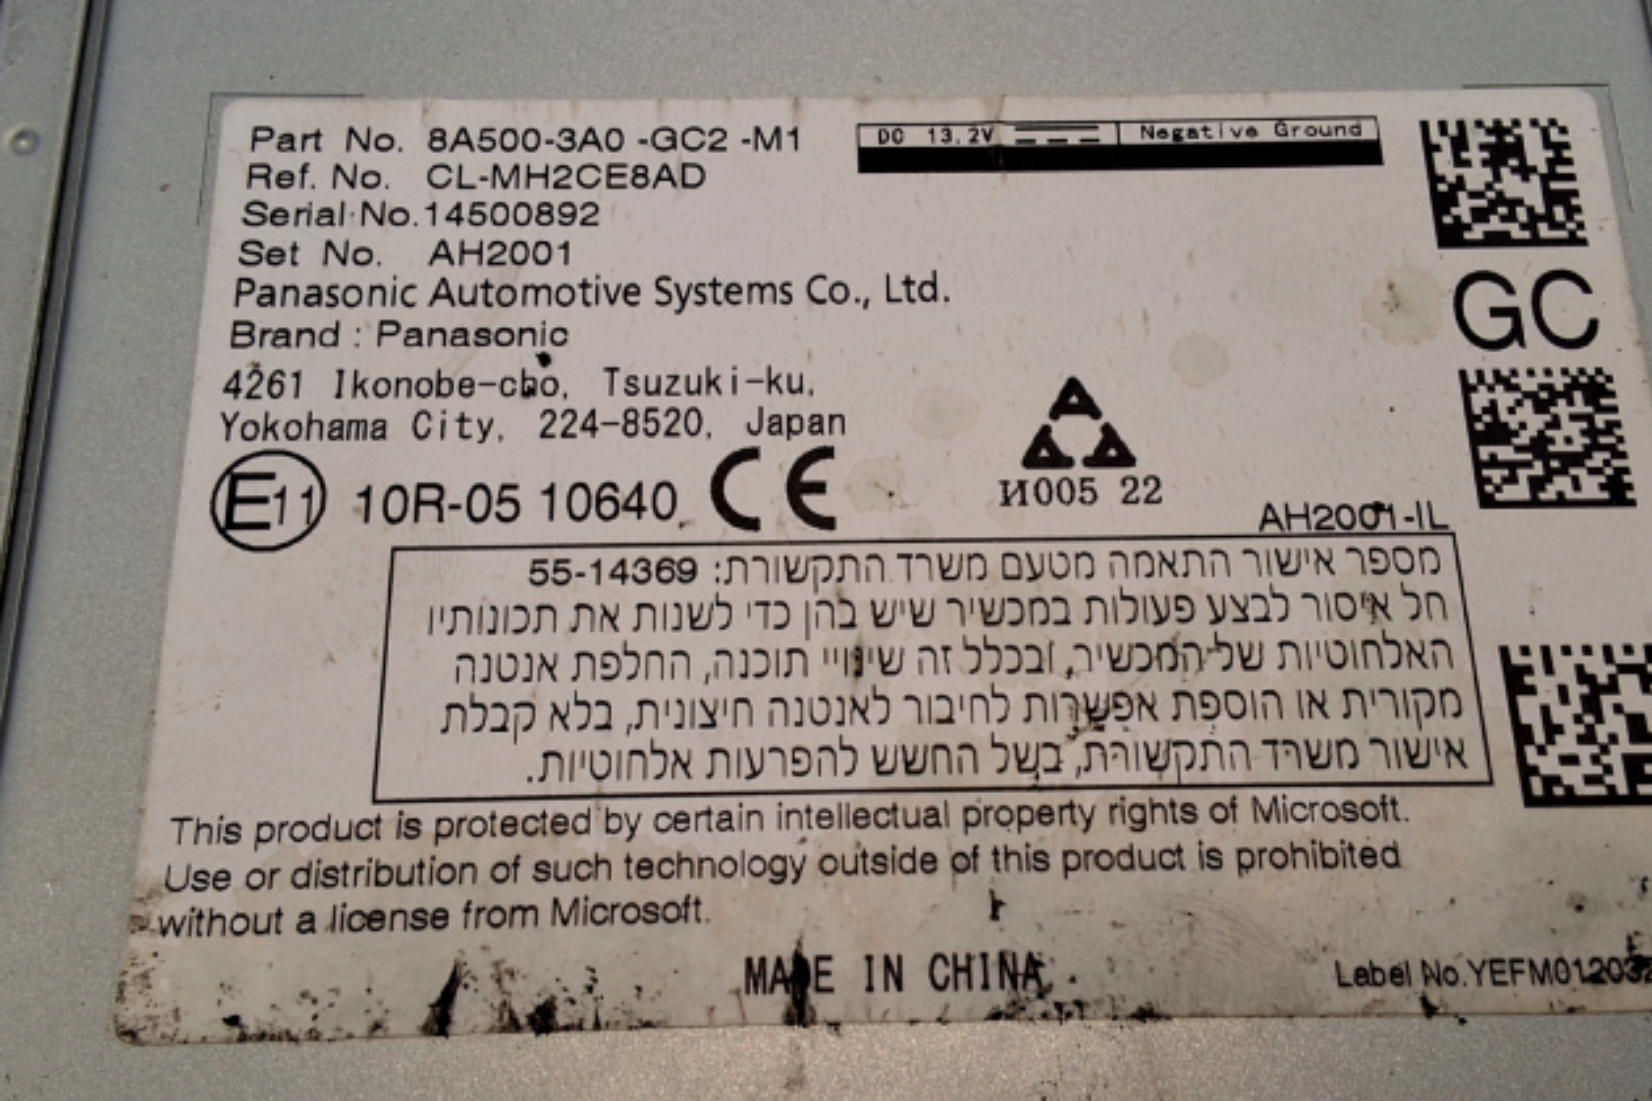 Part No. 8A500-3A0 -GC2 -M1
Ref. No. CL-MH2CE8AD
Serial No.14500892
Set No. AH2001
Panasonic Automotive Systems Co., Ltd.
Brand : Panasonic
4261 Ikonobe-cho, Tsuzuki-ku,
Yokohama City, 224-8520, Japan
DC 13.2V Negative Ground
GC
E11 10R-05 10640 CE
И005 22
AH2001-IL
מספר אישור התאמה מטעם משרד התקשורת: 55-14369
חל איסור לבצע פעולות במכשיר שיש בהן כדי לשנות את תכונותיו
האלחוטיות של המכשיר, ובכלל זה שינויי תוכנה, החלפת אנטנה
מקורית או הוספת אפשרות לחיבור לאנטנה חיצונית, בלא קבלת
אישור משרד התקשורת, בשל החשש להפרעות אלחוטיות.
This product is protected by certain intellectual property rights of Microsoft.
Use or distribution of such technology outside of this product is prohibited
without a license from Microsoft.
MADE IN CHINA
Label No.